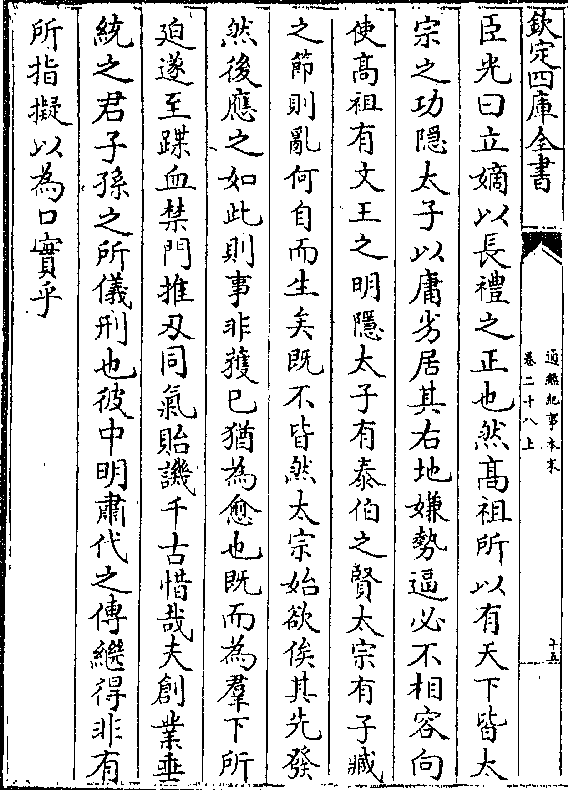 欽定四庫全書
通鑑紀事本末
卷二十八上
十五
臣光曰立嫡以長禮之正也然髙祖所以有天下皆太
宗之功隱太子以庸劣居其右地嫌勢逼必不相容向
使髙祖有文王之明隱太子有泰伯之賢太宗有子臧
之節則亂何自而生矣既不皆然太宗始欲俟其先發
然後應之如此則事非獲已猶為愈也既而為羣下所
廹遂至蹀血禁門推刃同氣貽譏千古惜哉夫創業垂
統之君子孫之所儀刑也彼中明肅代之傳繼得非有
所指擬以為口實乎